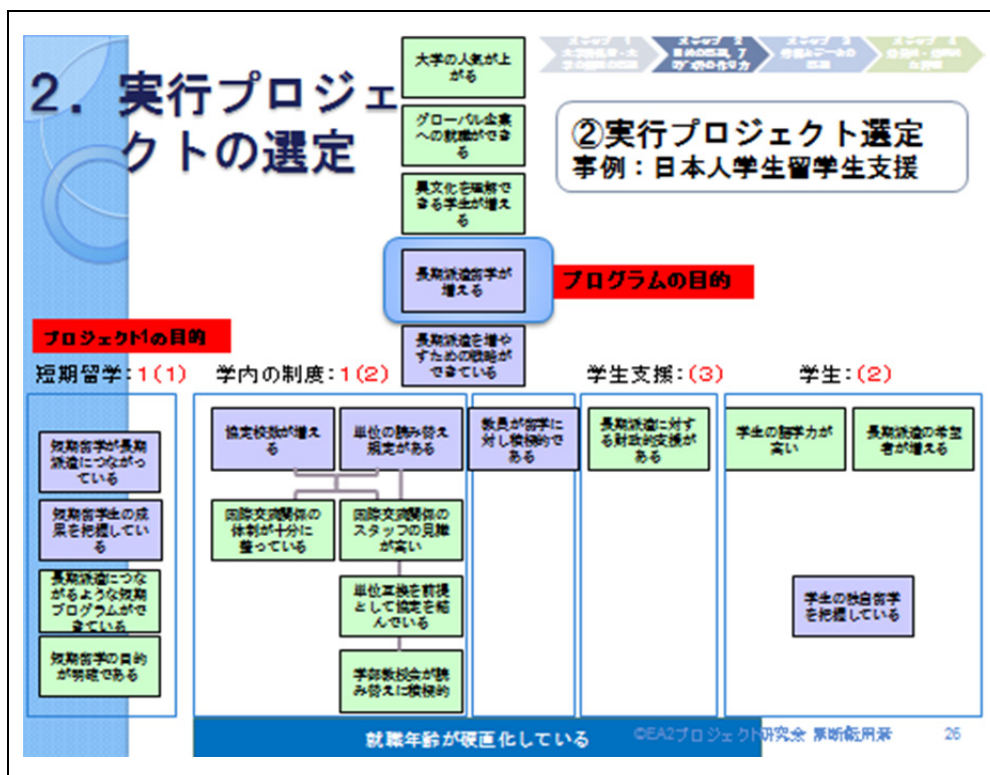 2．実行プロジェ
クトの選定
大学の人気が上
がる
グローバル企業
への就職ができ
る
異文化を理解で
きる学生が増え
る
長期派遣留学が
増える
長期派遣を増や
すための戦略が
できている
②実行プロジェクト選定
事例：日本人学生留学生支援
プログラムの目的
プロジェクト1の目的
短期留学：1(1)
学内の制度：1(2)
学生支援：(3)
学生：(2)
短期留学が長期
派遣につながっ
ている
短期留学生の成
果を把握してい
る
長期派遣につな
がるような短期
プログラムがで
きている
短期留学の目的
が明確である
協定校数が増え
る
単位の読み替え
規定がある
国際交流関係の
体制が十分に
整っている
国際交流関係の
スタッフの見識
が高い
単位互換を前提
として協定を結
んでいる
学部教授会が読
み替えに積極的
教員が留学に
対し積極的で
ある
長期派遣に対す
る財政的支援が
ある
学生の語学力が
高い
長期派遣の希望
者が増える
学生の独自留学
を把握している
就職年齢が硬直化している
©EA2プロジェクト研究会 無断転用禁
26